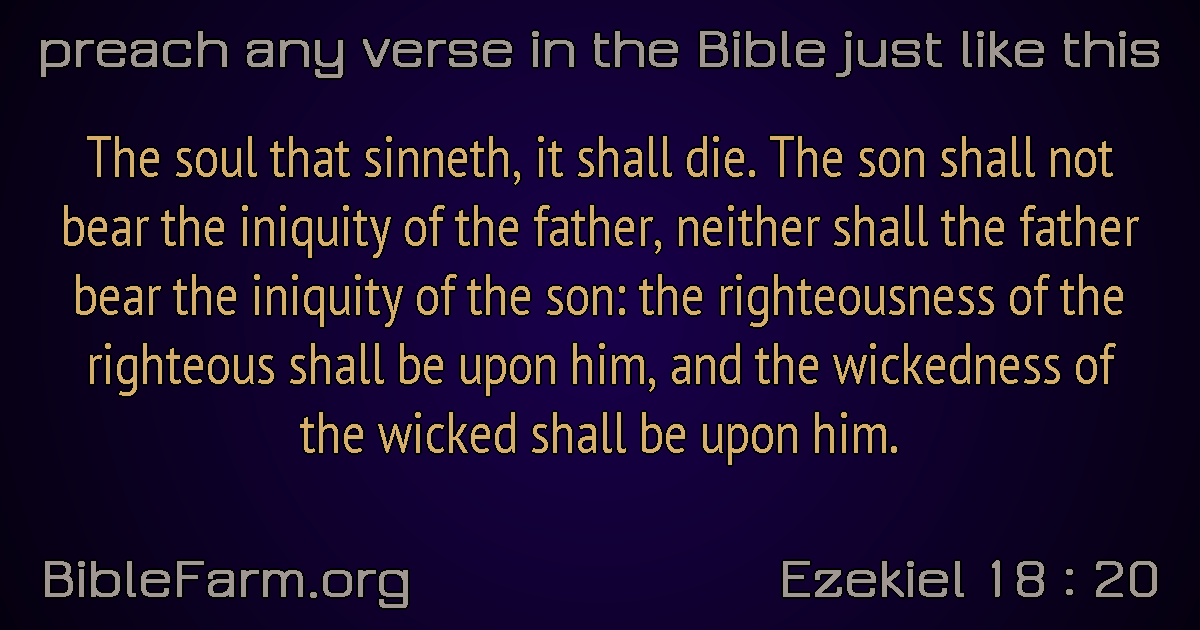 preach any verse in the Bible just like this
The soul that sinneth, it shall die. The son shall not
bear the iniquity of the father, neither shall the father
bear the iniquity of the son: the righteousness of the
righteous shall be upon him, and the wickedness of
the wicked shall be upon him.
BibleFarm.org
Ezekiel 18 : 20